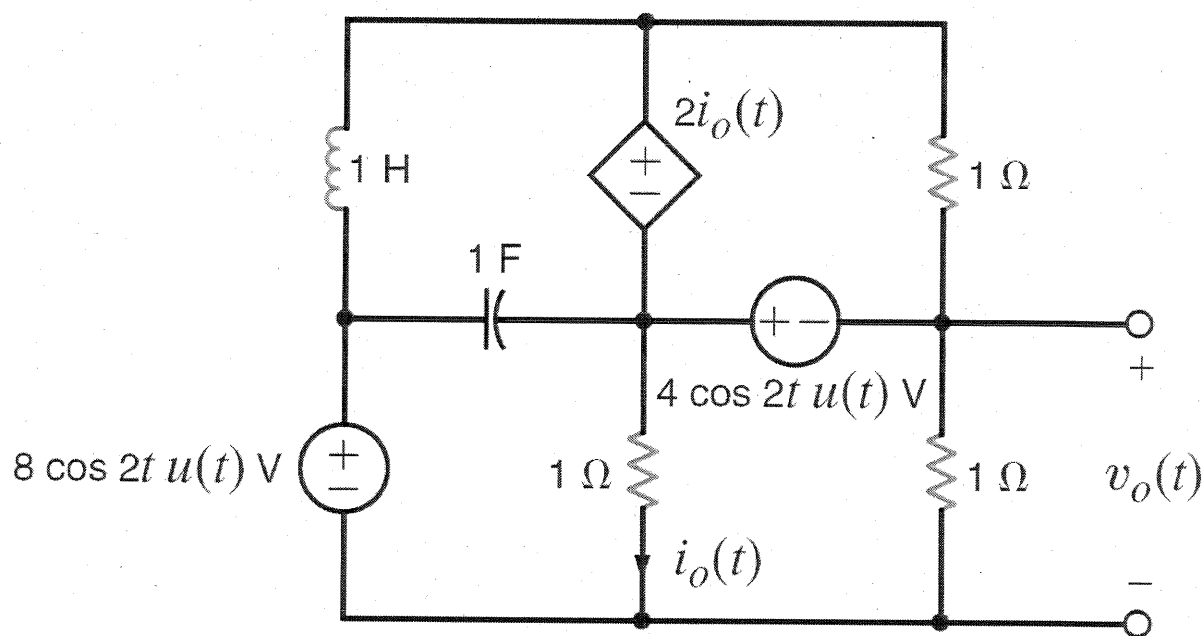 2i_o(t)
+
−
1 H
1 Ω
1 F
+ −
4 cos 2t u(t) V
+
8 cos 2t u(t) V
+
−
1 Ω
1 Ω
v_o(t)
i_o(t)
−